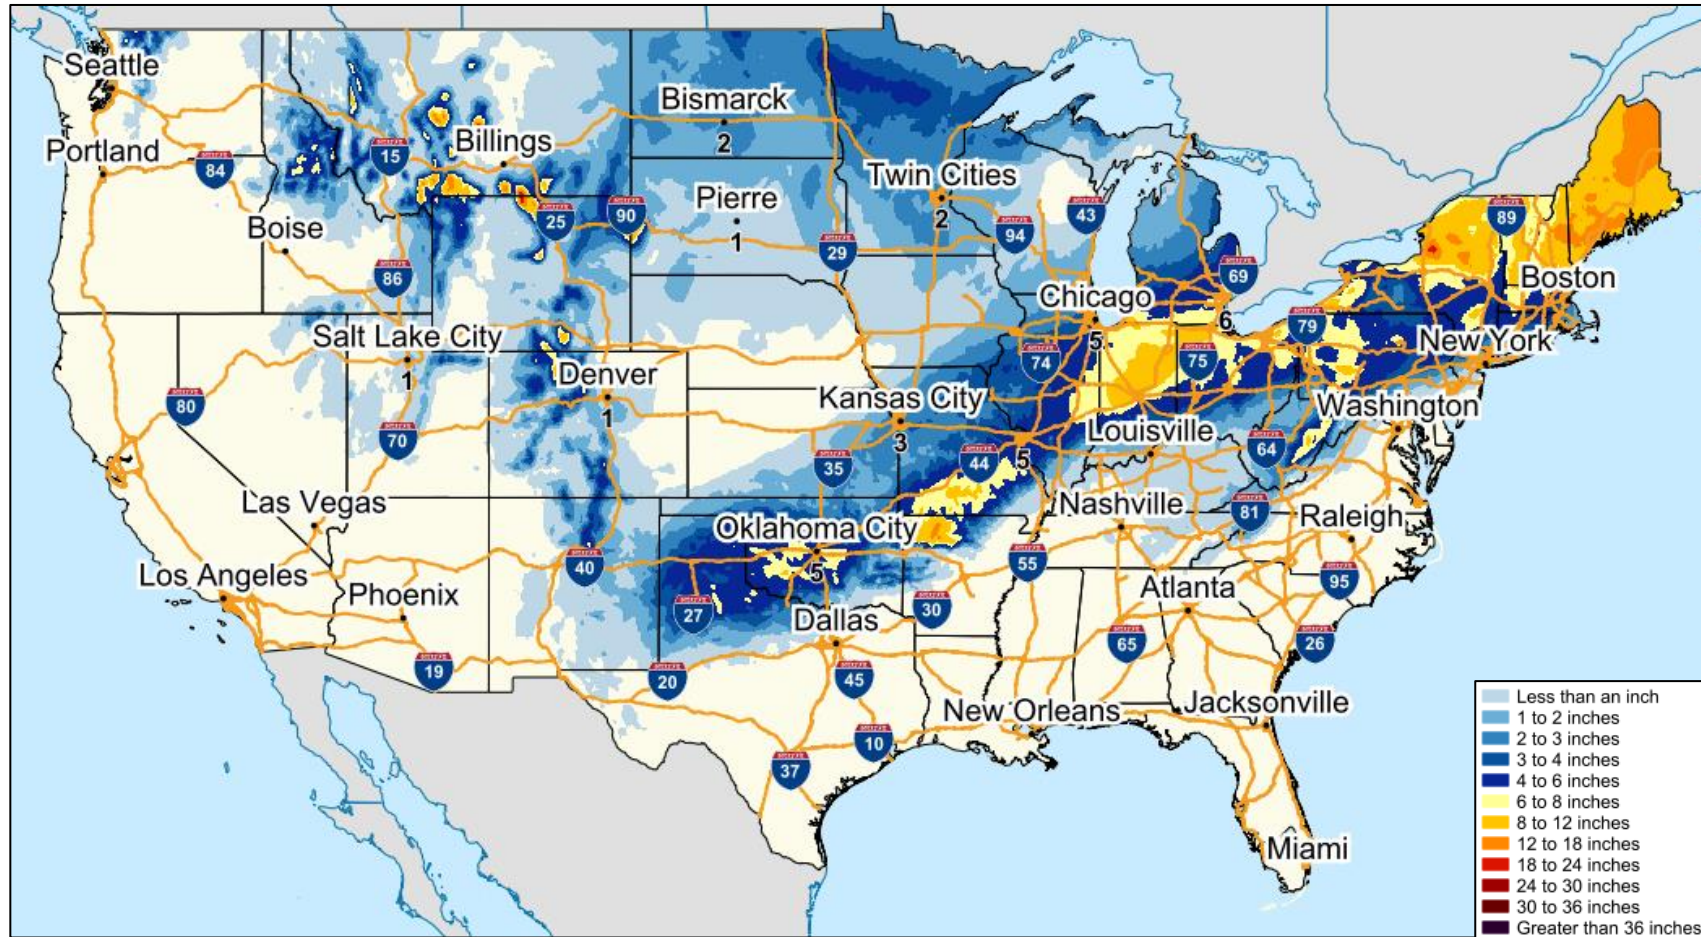 Seattle
Portland
84
15
Billings
Bismarck
2
Twin Cities
2
Pierre
1
25
90
29
94
43
69
89
Boston
Boise
86
Salt Lake City
1
80
70
Denver
1
Kansas City
3
35
Chicago
5
6
74
75
79
New York
Washington
Louisville
64
44
5
Las Vegas
Los Angeles
Phoenix
19
40
Oklahoma City
5
27
Dallas
30
20
45
10
37
Nashville
81
Raleigh
55
95
Atlanta
65
26
New Orleans
Jacksonville
Miami
Less than an inch
1 to 2 inches
2 to 3 inches
3 to 4 inches
4 to 6 inches
6 to 8 inches
8 to 12 inches
12 to 18 inches
18 to 24 inches
24 to 30 inches
30 to 36 inches
Greater than 36 inches